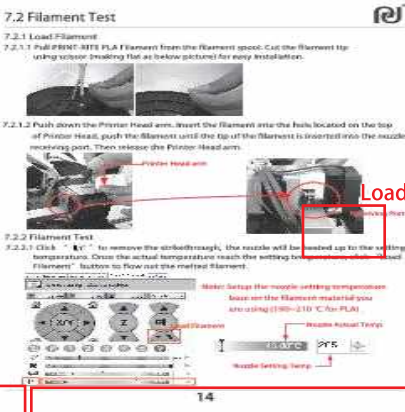 7.2 Filament Test
7.2.1 Load Filament
7.2.1.1 Pull PRINT-RITE PLA Filament from the filament spool. Cut the filament tip
using scissor (making flat as below picture) for easy installation.
7.2.1.2 Push down the Printer Head arm. Insert the filament into the hole located on the top
of Printer Head, push the filament until the tip of the filament is inserted into the nozzle
receiving port. Then release the Printer Head arm.
Printer Head arm
Load
7.2.2 Filament Test
7.2.2.1 Click " " to remove the strikethrough, the nozzle will be heated up to the setting
temperature. Once the actual temperature reach the setting temperature, click "Load
Filament" button to flow out the melted filament.
Note: Setup the nozzle setting temperature
base on the filament material you
are using (190~210 °C for PLA)
Load Filament
Nozzle Actual Temp
Nozzle Setting Temp
14